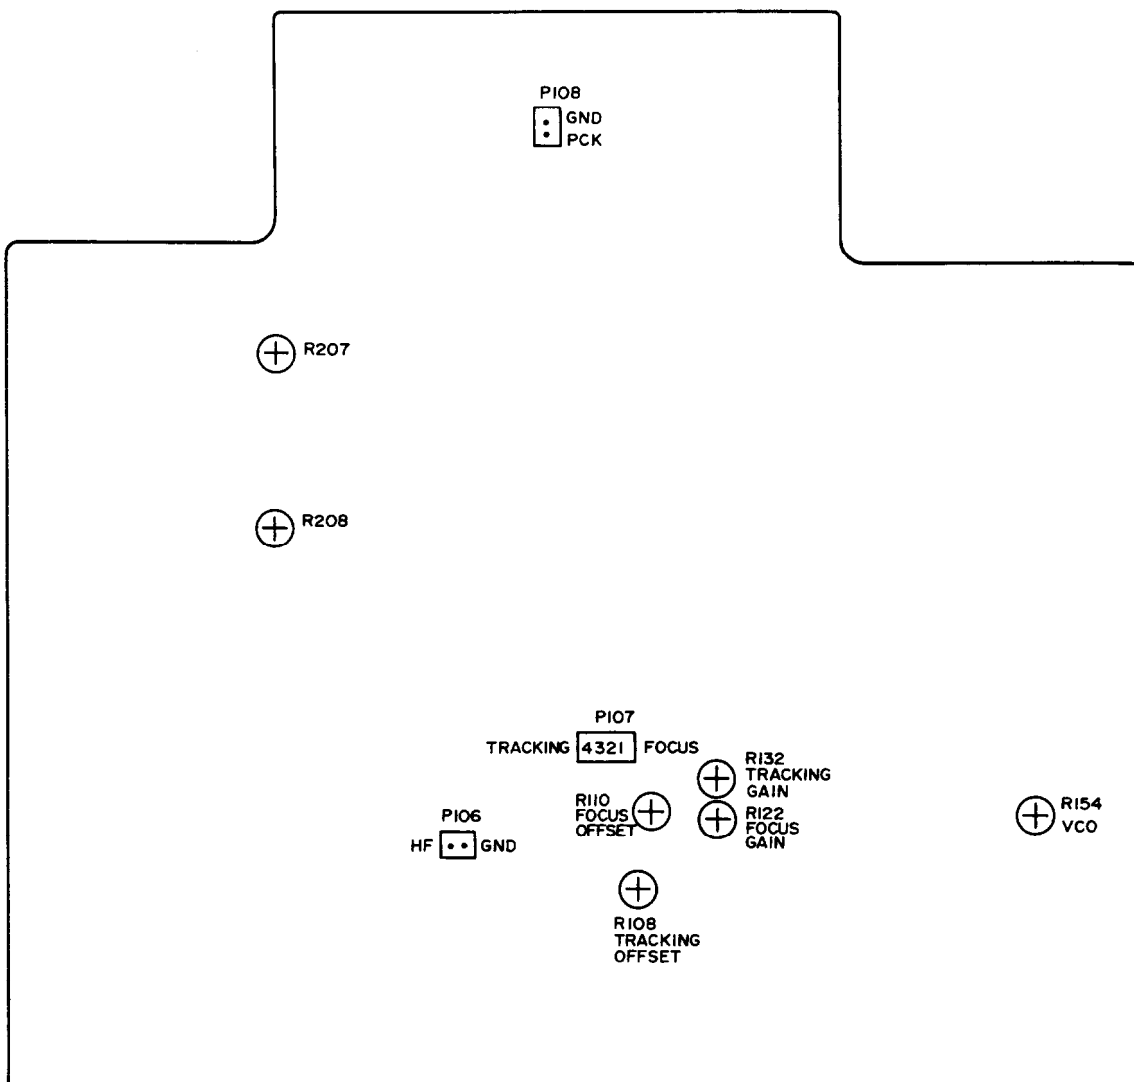 P108
GND
PCK
R207
R208
P107
TRACKING 4321 FOCUS
R132
TRACKING
GAIN
R110
FOCUS
OFFSET
R122
FOCUS
GAIN
R154
VCO
P106
HF GND
R108
TRACKING
OFFSET